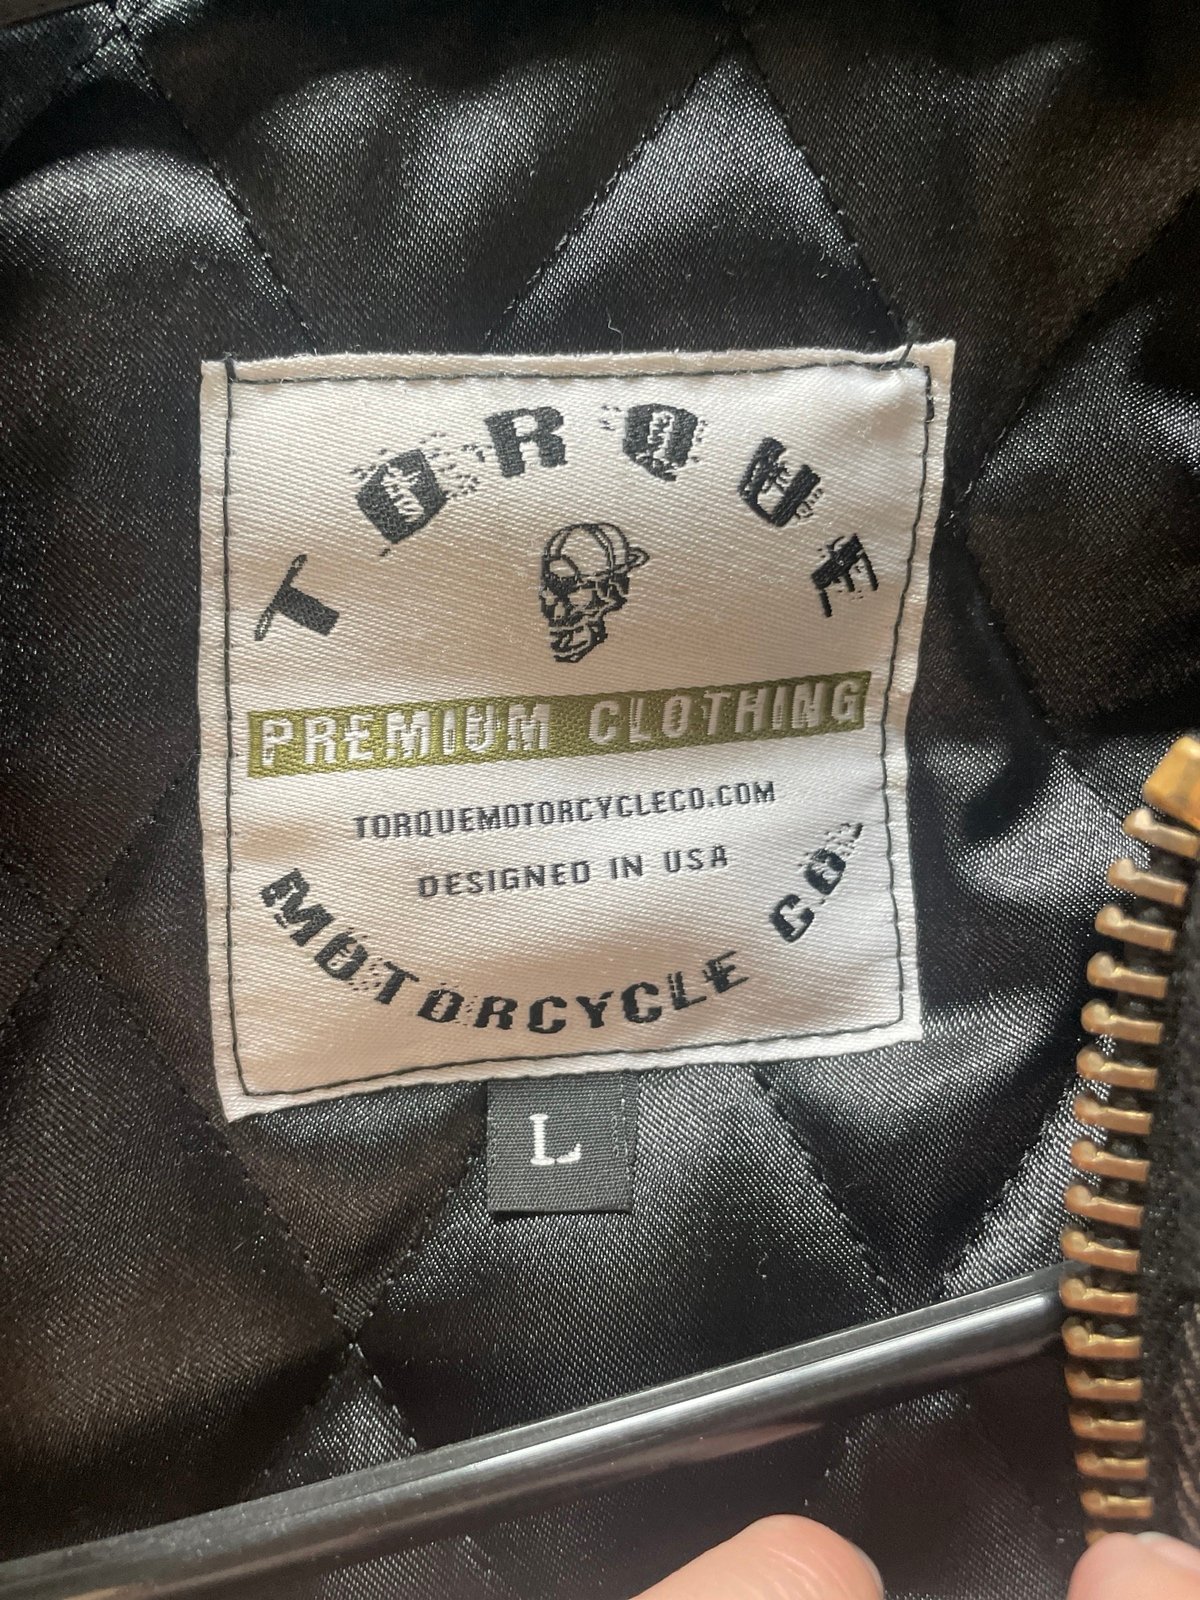 TORQUE
PREMIUM CLOTHING
TORQUEMOTORCYCLECO.COM
DESIGNED IN USA
MOTORCYCLE CO.
L